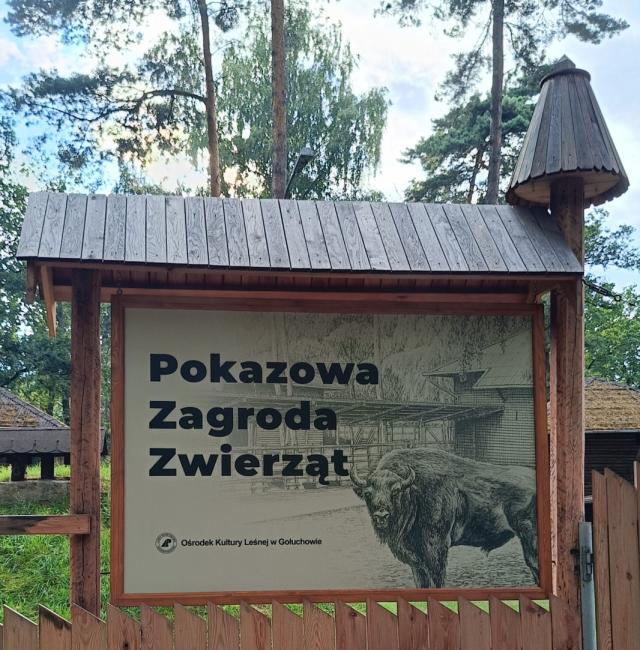 Pokazowa
Zagroda
Zwierząt
Ośrodek Kultury Leśnej w Gołuchowie